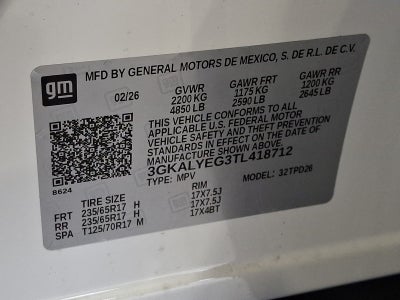 gm
MFD BY GENERAL MOTORS DE MEXICO, S. DE R.L. DE C.V.
02/26 GVWR GAWR FRT GAWR RR
2200 KG 1175 KG 1200 KG
4850 LB 2590 LB 2645 LB
THIS VEHICLE CONFORMS TO ALL
APPLICABLE U.S. FEDERAL MOTOR
VEHICLE SAFETY AND THEFT PREVENTION
STANDARDS IN EFFECT ON THE DATE OF
MANUFACTURE SHOWN ABOVE.
3GKALYEG3TL418712
TYPE: MPV MODEL: 32TPD26
8624
TIRE SIZE RIM
FRT 235/65R17 H 17X7.5J
RR 235/65R17 H 17X7.5J
SPA T125/70R17 M 17X4BT